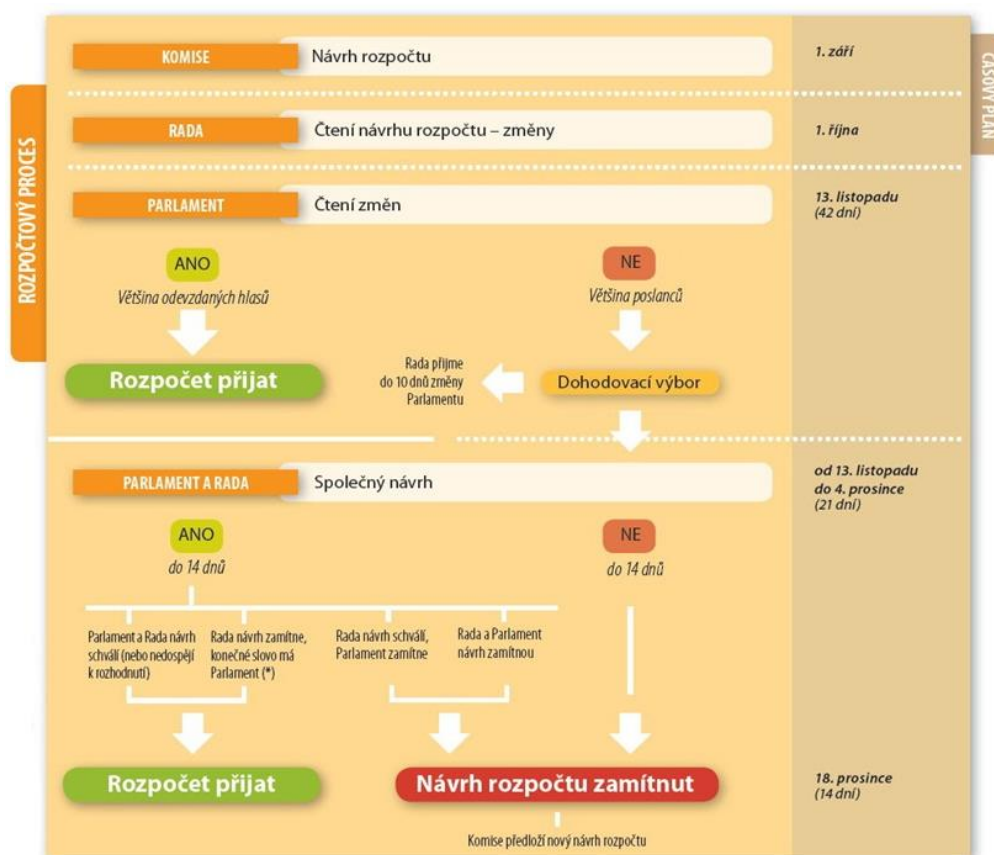 ROZPOČTOVÝ PROCES
ČASOVÝ PLÁN
KOMISE
Návrh rozpočtu
1. září
RADA
Čtení návrhu rozpočtu – změny
1. října
PARLAMENT
Čtení změn
13. listopadu
(42 dní)
ANO
Většina odevzdaných hlasů
NE
Většina poslanců
Rozpočet přijat
Rada přijme
do 10 dnů změny
Parlamentu
Dohodovací výbor
PARLAMENT A RADA
Společný návrh
od 13. listopadu
do 4. prosince
(21 dní)
ANO
do 14 dnů
NE
do 14 dnů
Parlament a Rada návrh
schválí (nebo nedospějí
k rozhodnutí)
Rada návrh zamítne,
konečné slovo má
Parlament (*)
Rada návrh schválí,
Parlament zamítne
Rada a Parlament
návrh zamítnou
Rozpočet přijat
Návrh rozpočtu zamítnut
18. prosince
(14 dní)
Komise předloží nový návrh rozpočtu